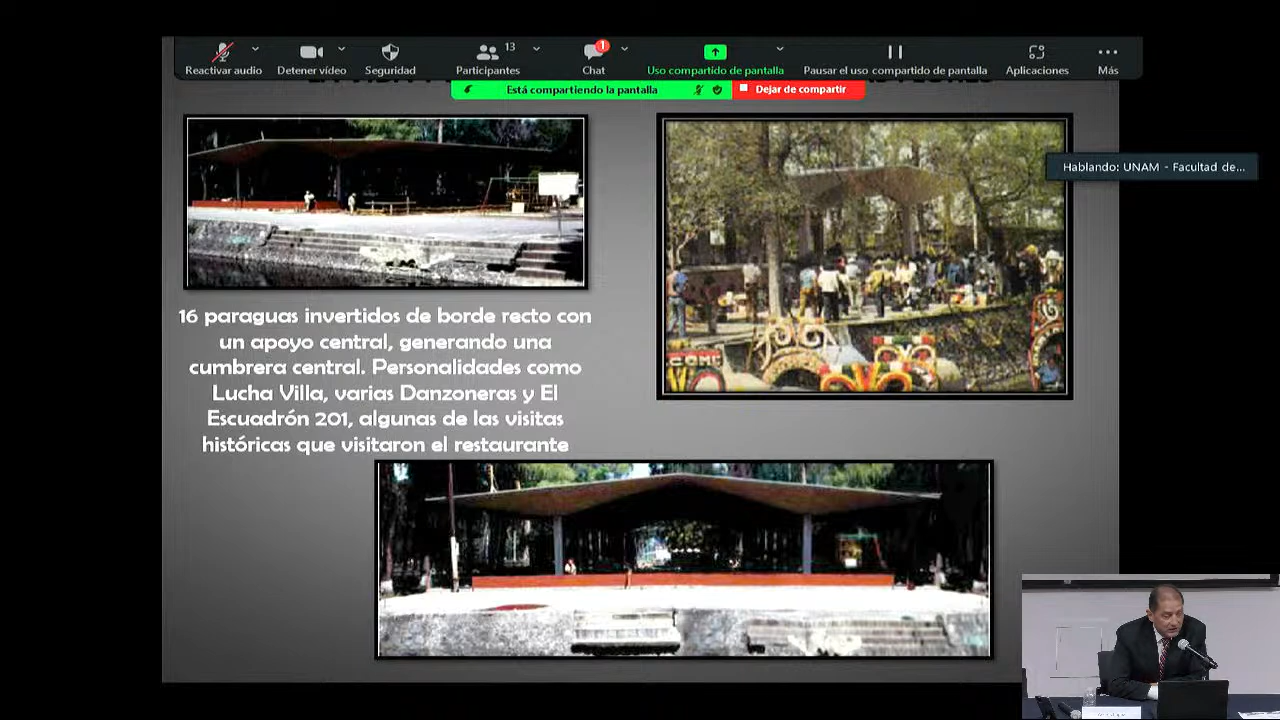 13
1
Reactivar audio
Detener vídeo
Seguridad
Participantes
Chat
Uso compartido de pantalla
Pausar el uso compartido de pantalla
Aplicaciones
Más
Está compartiendo la pantalla
Dejar de compartir
Hablando: UNAM - Facultad de...
16 paraguas invertidos de borde recto con
un apoyo central, generando una
cumbrera central. Personalidades como
Lucha Villa, varias Danzoneras y El
Escuadrón 201, algunas de las visitas
históricas que visitaron el restaurante